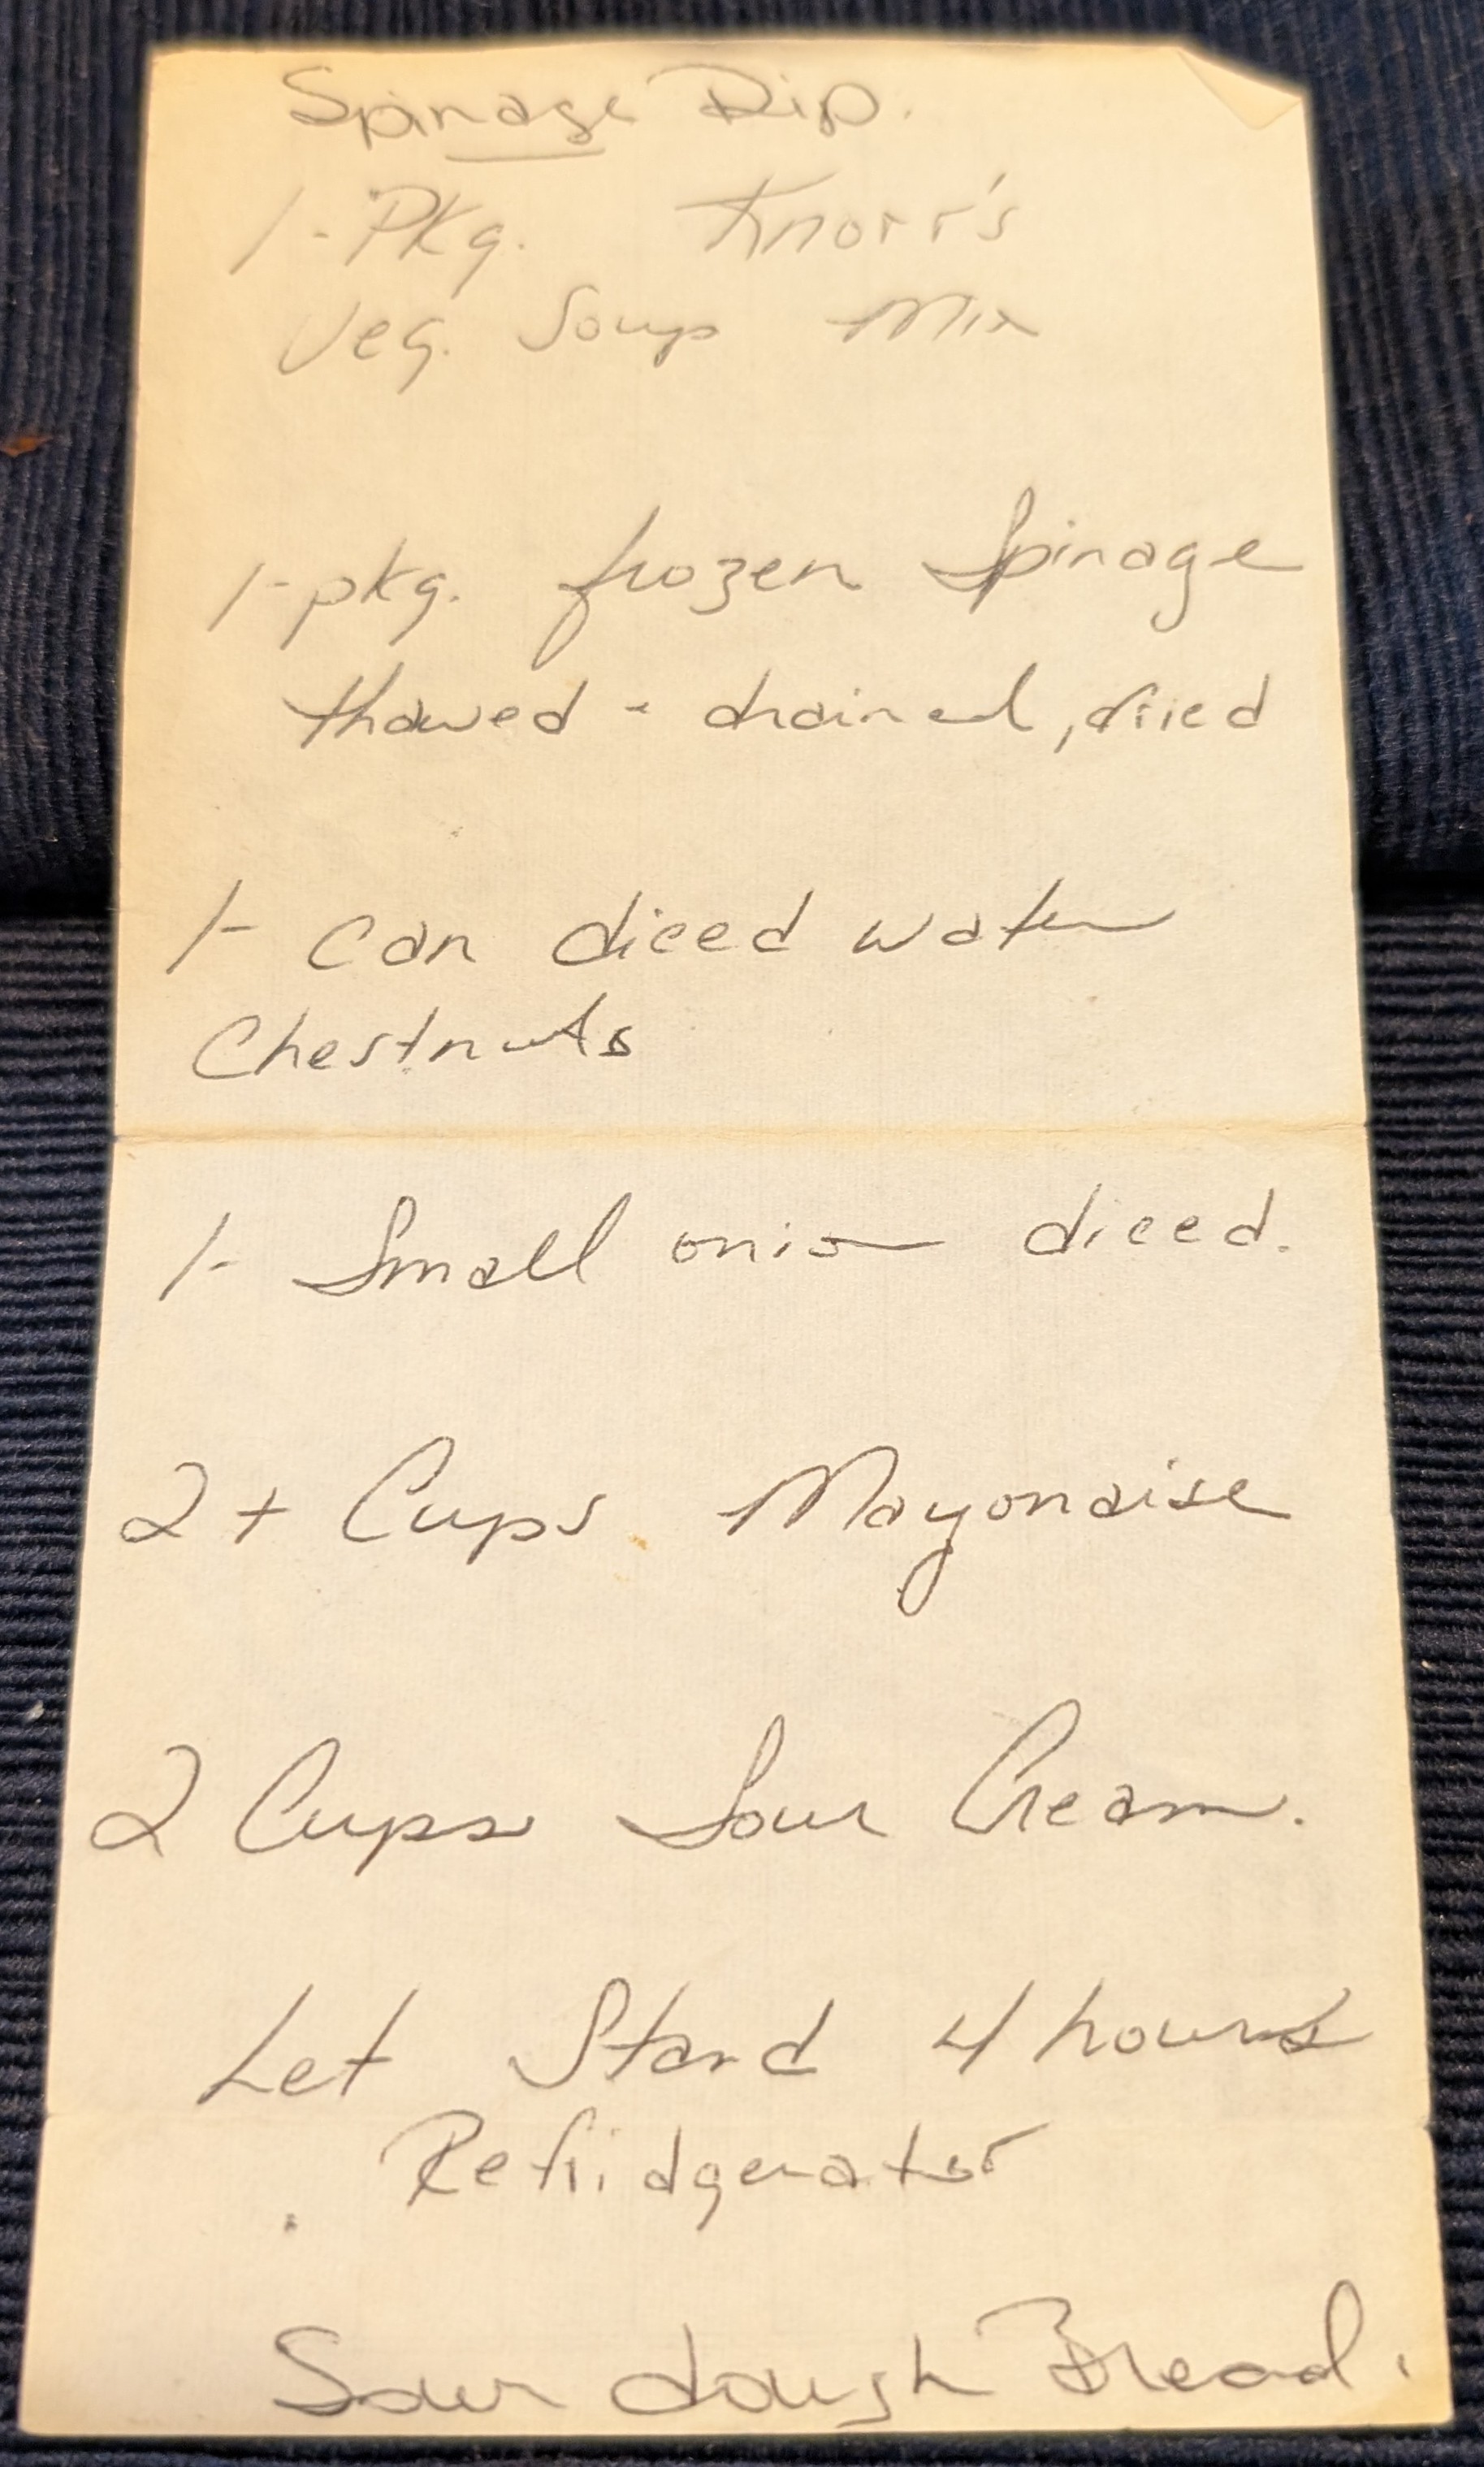 Spinage Dip.
1-Pkg. Knorr's
Veg. Soup Mix
1-pkg. frozen Spinage
thawed - drained, dried
1- can diced water
Chestnuts
1- Small onion diced.
2+ Cups Mayonaise
2 Cups Sour Cream.
Let Stand 4 hours
Refridgerator
Sour dough Bread.